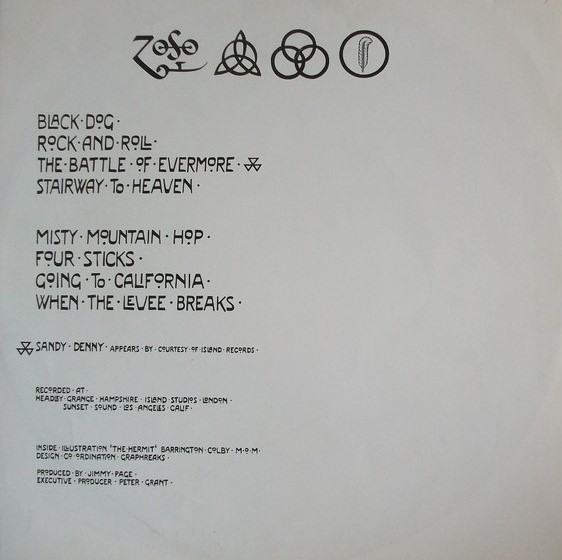 ZoSo
BLACK·DOG·
ROCK·AND·ROLL·
THE·BATTLE·OF·EVERMORE·
STAIRWAY·To·HEAVEN·
MISTY·MOUNTAIN·HOP·
FOUR·STICKS·
GOING·To·CALIFORNIA·
WHEN·THE·LEVEE·BREAKS·
SANDY·DENNY·APPEARS·BY·COURTESY·OF·ISLAND·RECORDS·
RECORDED·AT·
HEADLEY·GRANGE·HAMPSHIRE·ISLAND·STUDIOS·LONDON·
SUNSET·SOUND·LOS·ANGELES·CALIF·
INSIDE·ILLUSTRATION 'THE·HERMIT' BARRINGTON·COLBY·M·O·M·
DESIGN·CO·ORDINATION·GRAPHREAKS·
PRODUCED·BY·JIMMY·PAGE·
EXECUTIVE·PRODUCER·PETER·GRANT·